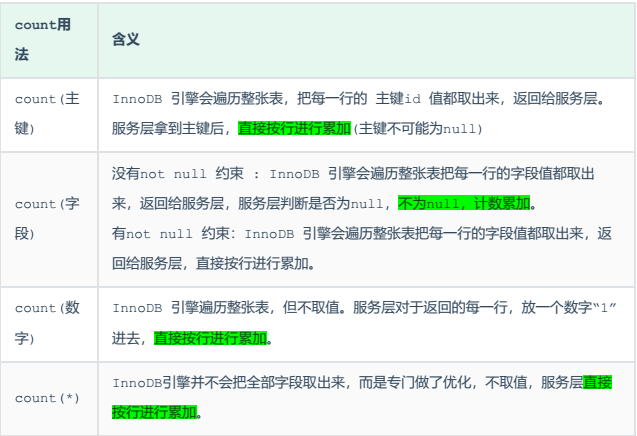 count用
法
含义
count(主
键)
InnoDB 引擎会遍历整张表，把每一行的 主键id 值都取出来，返回给服务层。
服务层拿到主键后，直接按行进行累加(主键不可能为null)
count(字
段)
没有not null 约束 : InnoDB 引擎会遍历整张表把每一行的字段值都取出
来，返回给服务层，服务层判断是否为null，不为null，计数累加。
有not null 约束：InnoDB 引擎会遍历整张表把每一行的字段值都取出来，返
回给服务层，直接按行进行累加。
count(数
字)
InnoDB 引擎遍历整张表，但不取值。服务层对于返回的每一行，放一个数字“1”
进去，直接按行进行累加。
count(*)
InnoDB引擎并不会把全部字段取出来，而是专门做了优化，不取值，服务层直接
按行进行累加。